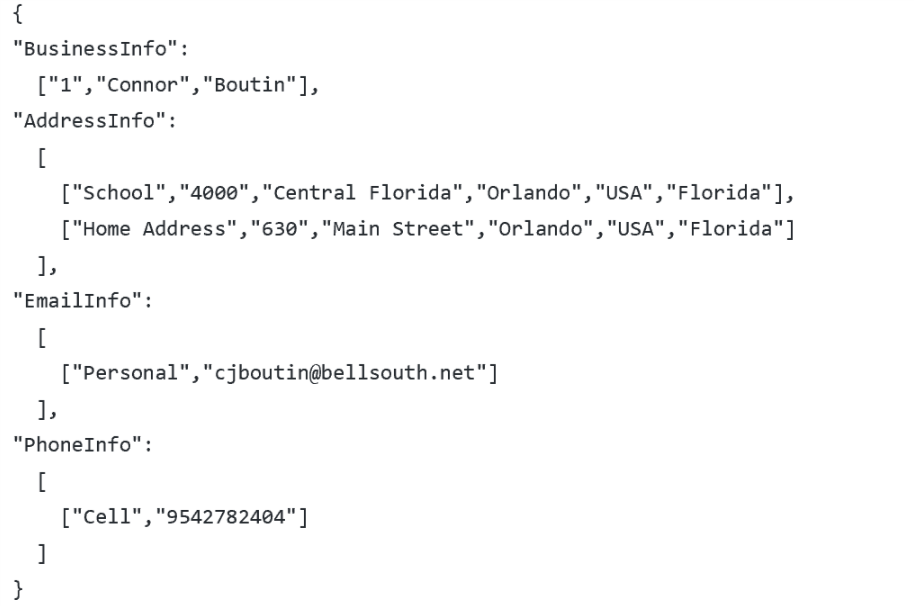 {
"BusinessInfo":
  ["1","Connor","Boutin"],
"AddressInfo":
  [
    ["School","4000","Central Florida","Orlando","USA","Florida"],
    ["Home Address","630","Main Street","Orlando","USA","Florida"]
  ],
"EmailInfo":
  [
    ["Personal","cjboutin@bellsouth.net"]
  ],
"PhoneInfo":
  [
    ["Cell","9542782404"]
  ]
}